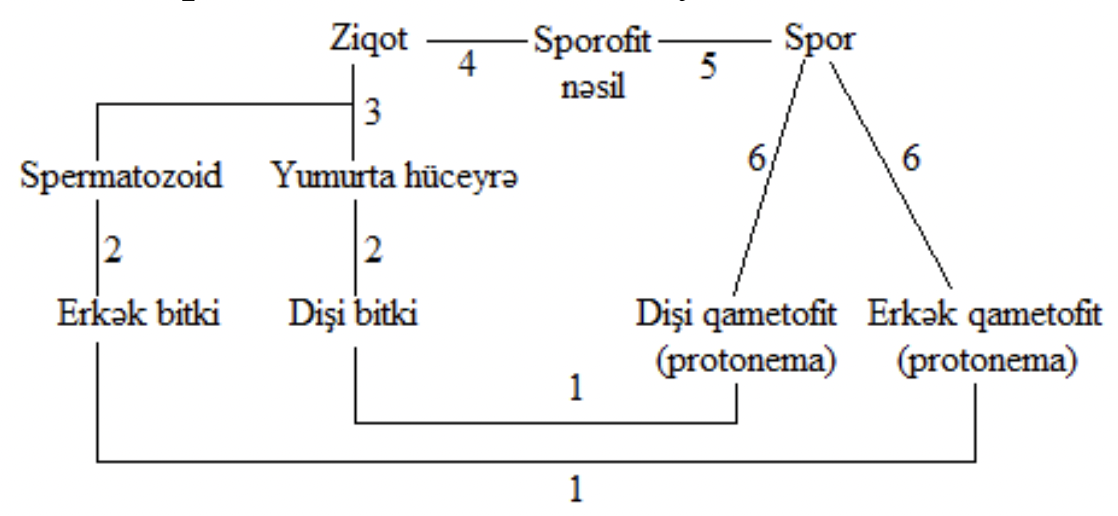 Ziqot 4 Sporofit nəsil 5 Spor
3
6 6
Spermatozoid Yumurta hüceyrə
2 2
Erkək bitki Dişi bitki Dişi qametofit (protonema) Erkək qametofit (protonema)
1
1